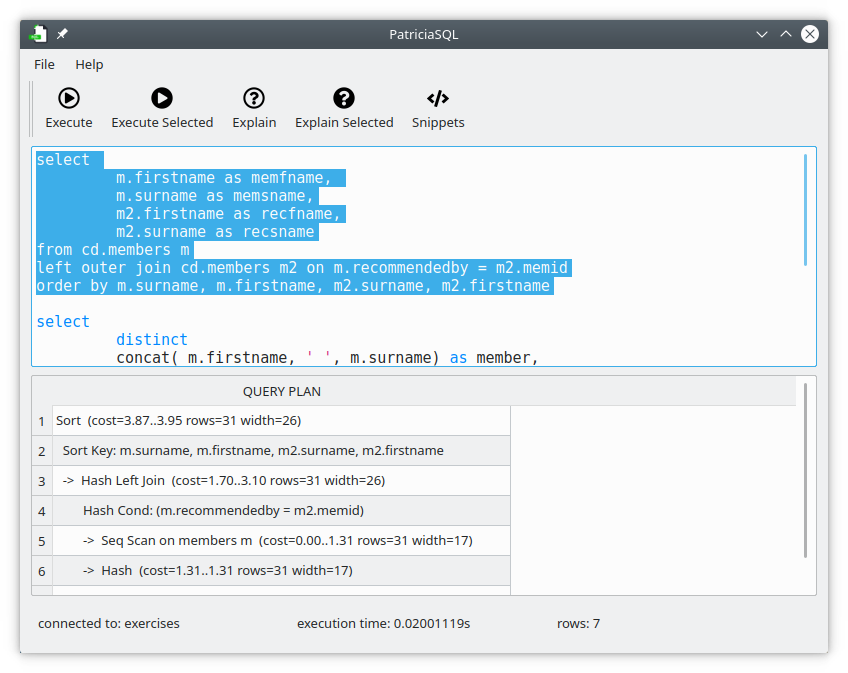 PatriciaSQL
File Help
Execute Execute Selected Explain Explain Selected Snippets
select
m.firstname as memfname,
m.surname as memsname,
m2.firstname as recfname,
m2.surname as recsname
from cd.members m
left outer join cd.members m2 on m.recommendedby = m2.memid
order by m.surname, m.firstname, m2.surname, m2.firstname
select
distinct
concat( m.firstname, ' ', m.surname) as member,
QUERY PLAN
1 Sort (cost=3.87..3.95 rows=31 width=26)
2 Sort Key: m.surname, m.firstname, m2.surname, m2.firstname
3 -> Hash Left Join (cost=1.70..3.10 rows=31 width=26)
4 Hash Cond: (m.recommendedby = m2.memid)
5 -> Seq Scan on members m (cost=0.00..1.31 rows=31 width=17)
6 -> Hash (cost=1.31..1.31 rows=31 width=17)
connected to: exercises execution time: 0.02001119s rows: 7